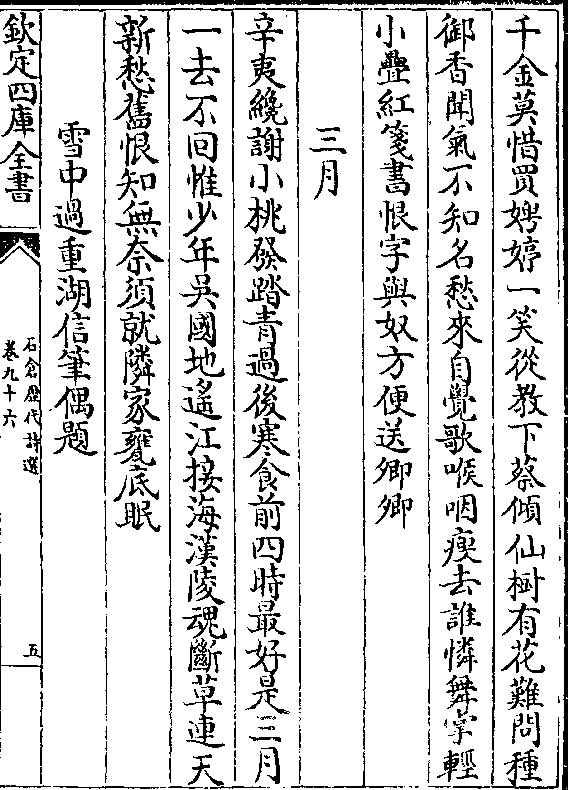 千金莫惜買娉婷一笑從教下蔡傾仙樹有花難問種
御香聞氣不知名愁來自覺歌喉咽瘦去誰憐舞掌輕
小疊紅箋書恨字與奴方便送卿卿
三月
辛夷纔謝小桃發踏青過後寒食前四時最好是三月
一去不回惟少年吳國地遙江接海漢陵魂斷草連天
新愁舊恨知無奈須就隣家甕底眠
雪中過重湖信筆偶題
欽定四庫全書
石倉歷代詩選
卷九十六
五